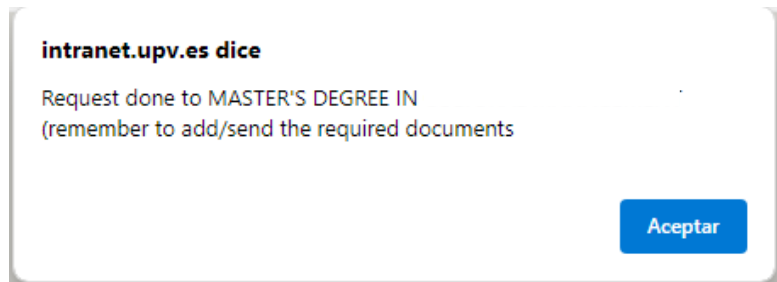 intranet.upv.es dice
Request done to MASTER'S DEGREE IN
(remember to add/send the required documents
Aceptar